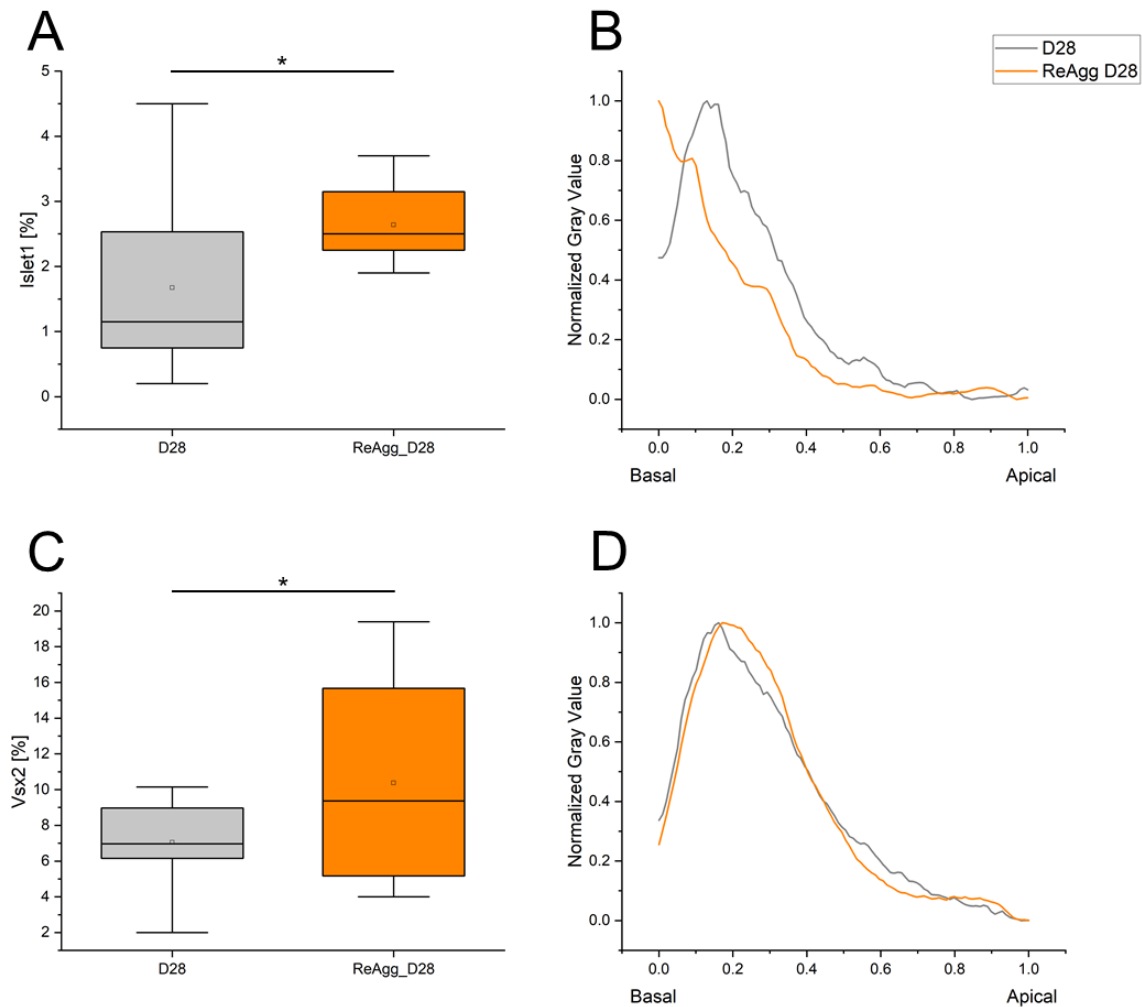 A
B
D28
ReAgg D28
*
5
4
3
2
1
0
Islet1 [%]
D28
ReAgg_D28
1.0
0.8
0.6
0.4
0.2
0.0
Normalized Gray Value
0.0 0.2 0.4 0.6 0.8 1.0
Basal Apical
C
D
*
20
18
16
14
12
10
8
6
4
2
Vsx2 [%]
D28
ReAgg_D28
1.0
0.8
0.6
0.4
0.2
0.0
Normalized Gray Value
0.0 0.2 0.4 0.6 0.8 1.0
Basal Apical